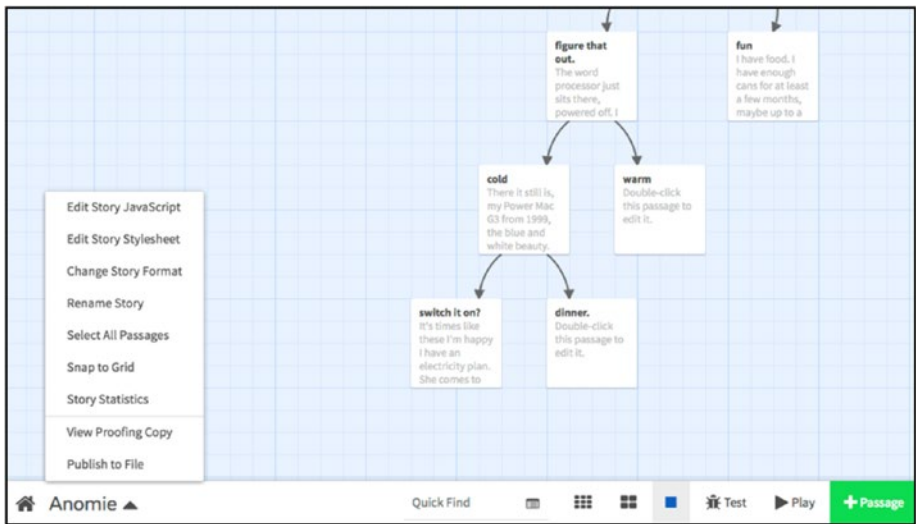 figure that
out.
The word
processor just
sits there,
powered off. I
fun
I have food. I
have enough
cans for at least
a few months,
maybe up to a
cold
There it still is,
my Power Mac
G3 from 1999,
the blue and
white beauty.
warm
Double-click
this passage to
edit it.
switch it on?
It's times like
these I'm happy
I have an
electricity plan.
She comes to
dinner.
Double-click
this passage to
edit it.
Edit Story JavaScript
Edit Story Stylesheet
Change Story Format
Rename Story
Select All Passages
Snap to Grid
Story Statistics
View Proofing Copy
Publish to File
Anomie Quick Find Test Play +Passage